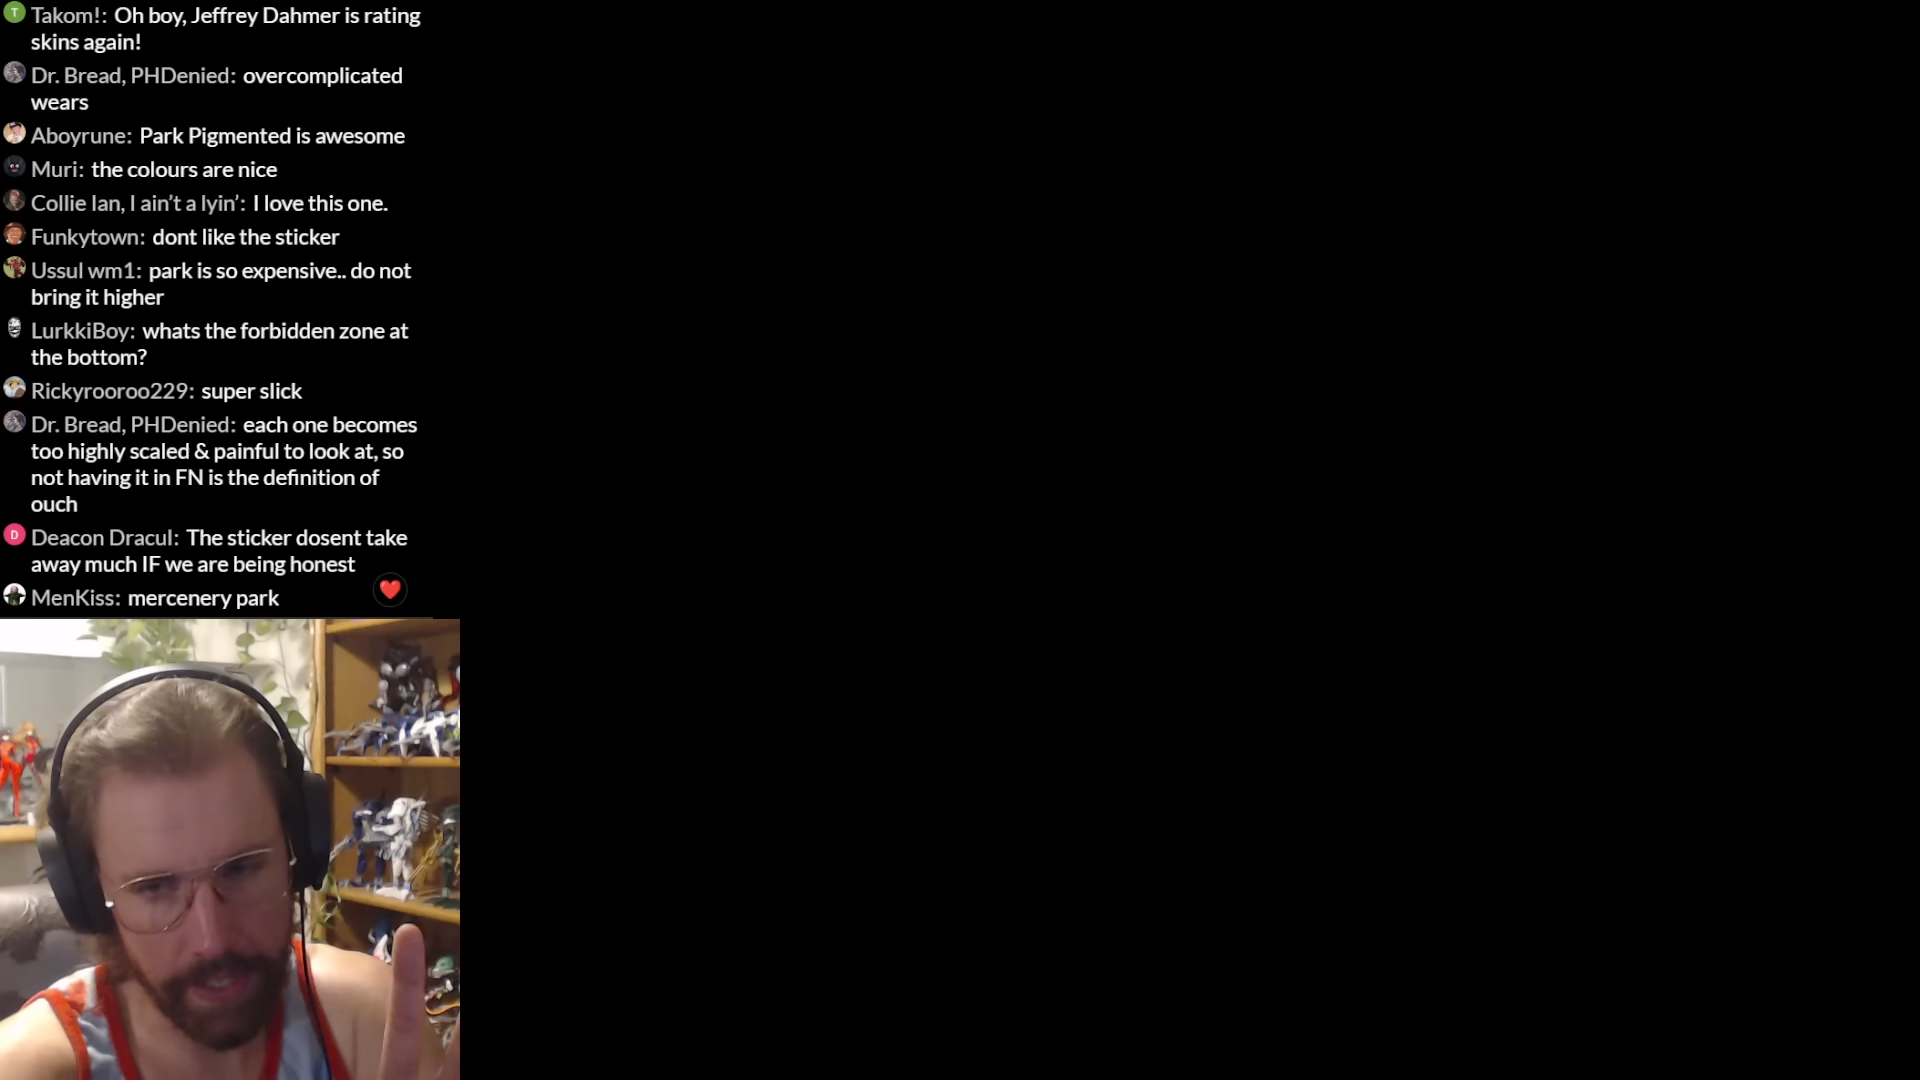 T Takom!: Oh boy, Jeffrey Dahmer is rating
skins again!
Dr. Bread, PHDenied: overcomplicated
wears
Aboyrune: Park Pigmented is awesome
Muri: the colours are nice
Collie Ian, I ain’t a lyin’: I love this one.
Funkytown: dont like the sticker
Ussul wm1: park is so expensive.. do not
bring it higher
LurkkiBoy: whats the forbidden zone at
the bottom?
Rickyrooroo229: super slick
Dr. Bread, PHDenied: each one becomes
too highly scaled & painful to look at, so
not having it in FN is the definition of
ouch
D Deacon Dracul: The sticker dosent take
away much IF we are being honest
MenKiss: mercenery park